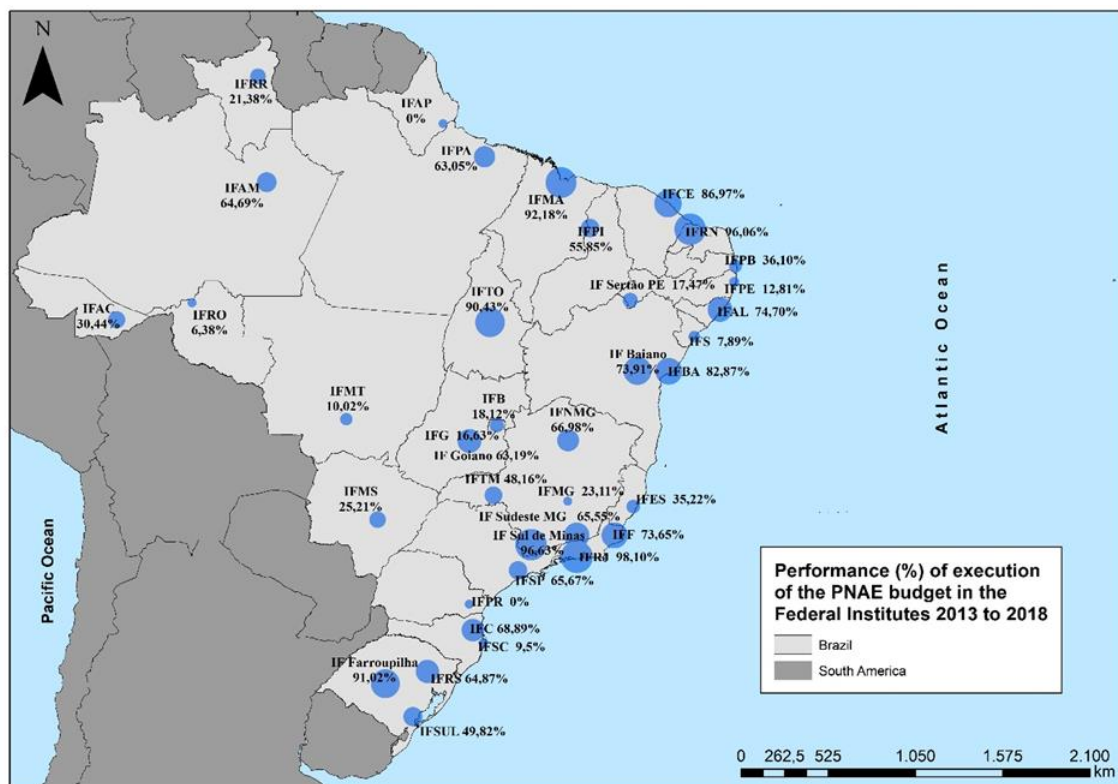 N
IFRR
21,38%
IFAP
0%
IFPA
63,05%
IFAM
64,69%
IFMA
92,18%
IFCE 86,97%
IFPI
55,85%
IFRN 96,06%
IFPB 36,10%
IF Sertão PE 17,47%
IFPE 12,81%
IFTO
90,43%
IFAL 74,70%
IFAC
30,44%
IFRO
6,38%
IFS 7,89%
IF Baiano
73,91%
IFBA 82,87%
IFMT
10,02%
IFB
18,12%
IFNMG
66,98%
IFG 16,63%
IF Goiano 63,19%
IFTM 48,16%
IFMG 23,11%
IFES 35,22%
IFMS
25,21%
IF Sudeste MG 65,55%
IF Sul de Minas
96,63%
IFF 73,65%
IFRJ 98,10%
IFSP 65,67%
IFPR 0%
IFC 68,89%
IFSC 9,5%
IF Farroupilha
91,02%
IFRS 64,87%
IFSUL 49,82%
Pacific Ocean
Atlantic Ocean
Performance (%) of execution
of the PNAE budget in the
Federal Institutes 2013 to 2018
Brazil
South America
0 262,5 525 1.050 1.575 2.100
km